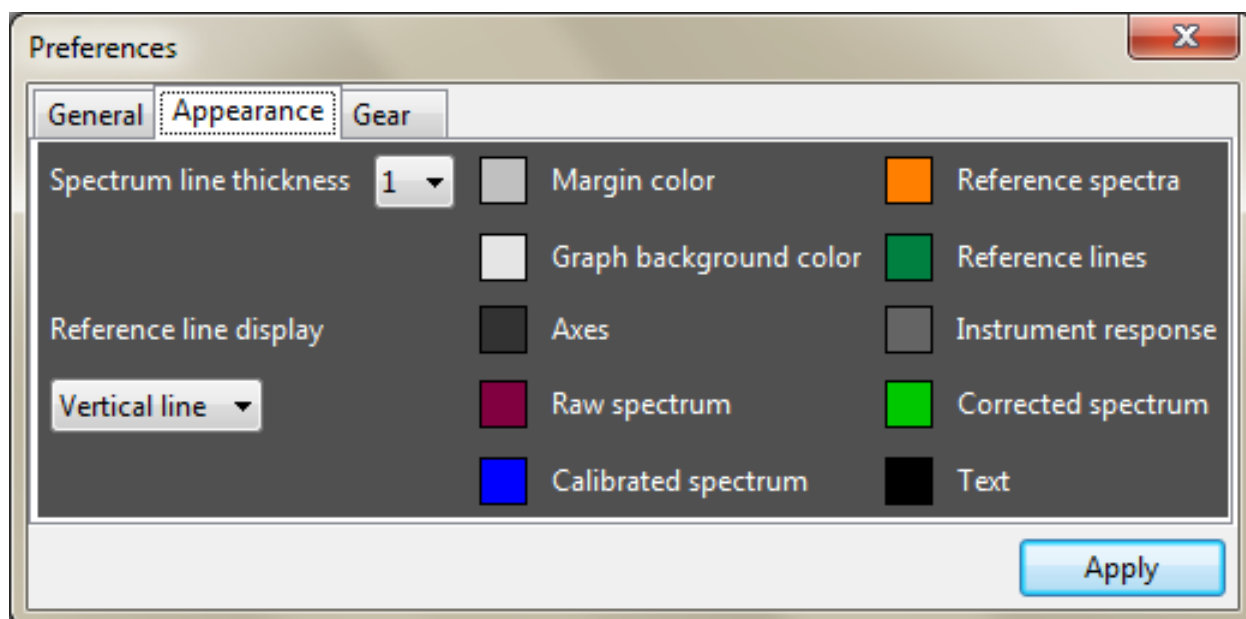 Preferences
General Appearance Gear
Spectrum line thickness 1 Margin color Reference spectra
Graph background color Reference lines
Reference line display Axes Instrument response
Vertical line Raw spectrum Corrected spectrum
Calibrated spectrum Text
Apply